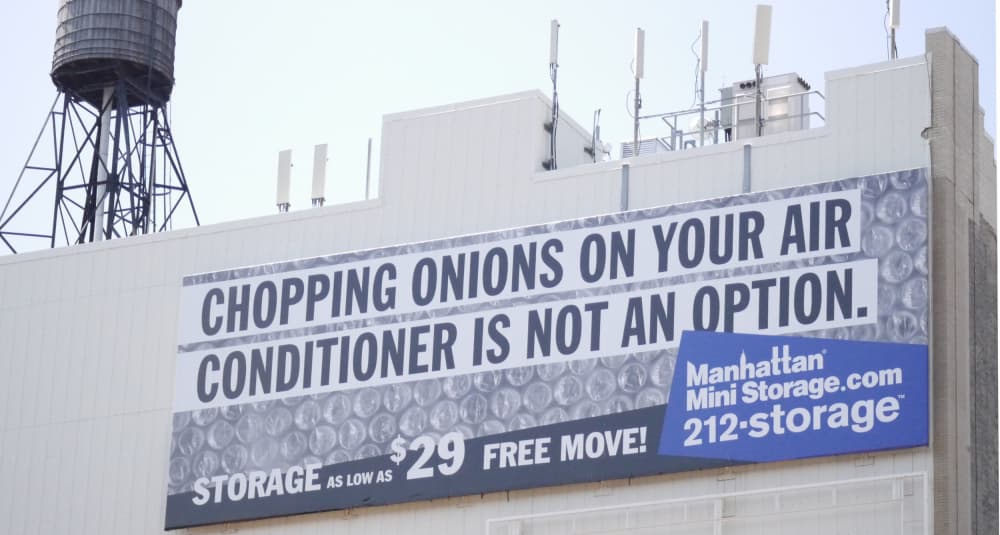 CHOPPING ONIONS ON YOUR AIR
CONDITIONER IS NOT AN OPTION.
Manhattan®
Mini Storage.com
212-storage™
STORAGE AS LOW AS $29 FREE MOVE!